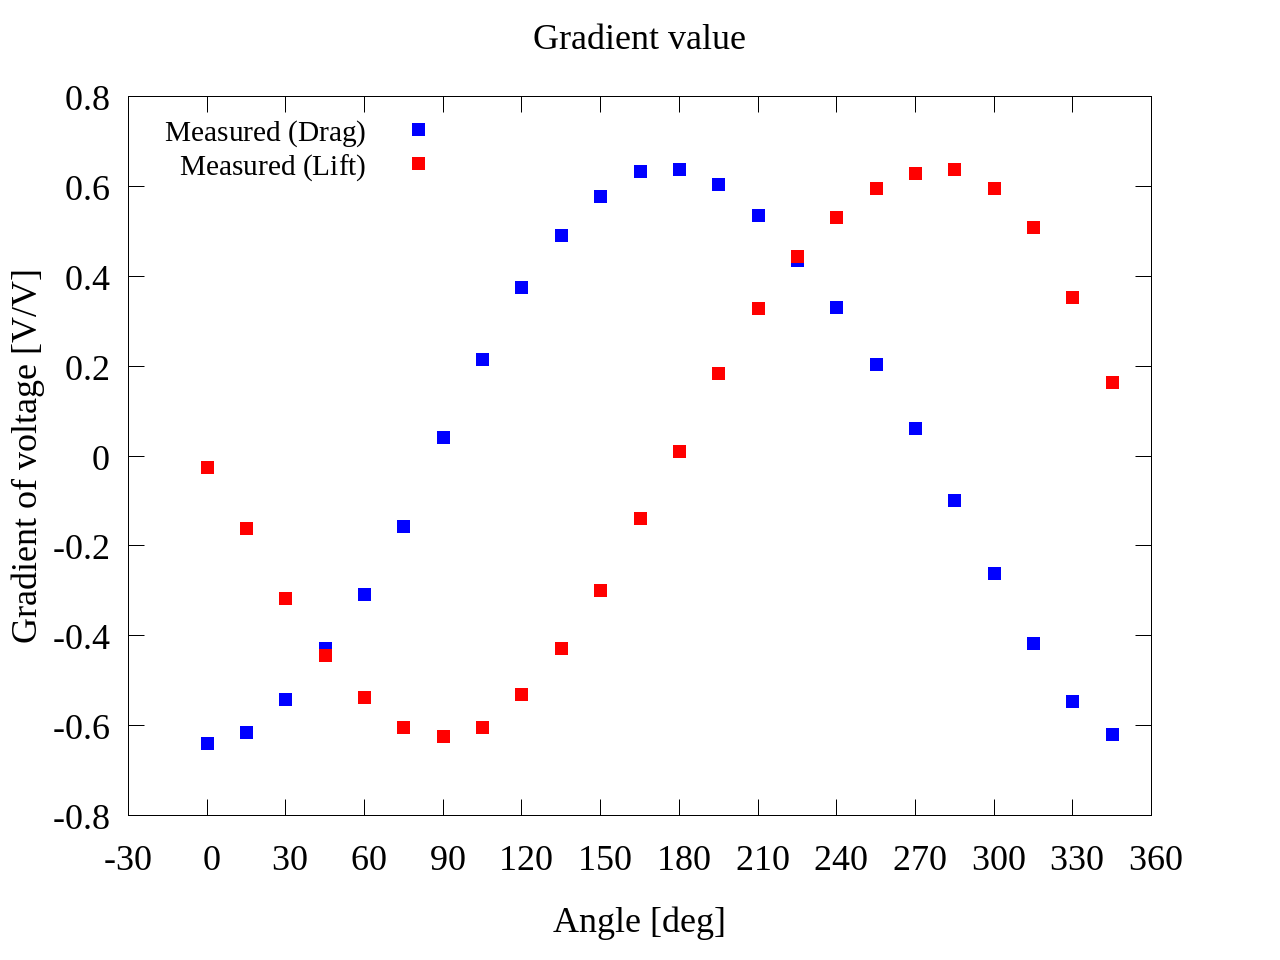 Gradient value
0.8
0.6
0.4
0.2
0
-0.2
-0.4
-0.6
-0.8
Gradient of voltage [V/V]
Measured (Drag)
Measured (Lift)
-30 0 30 60 90 120 150 180 210 240 270 300 330 360
Angle [deg]